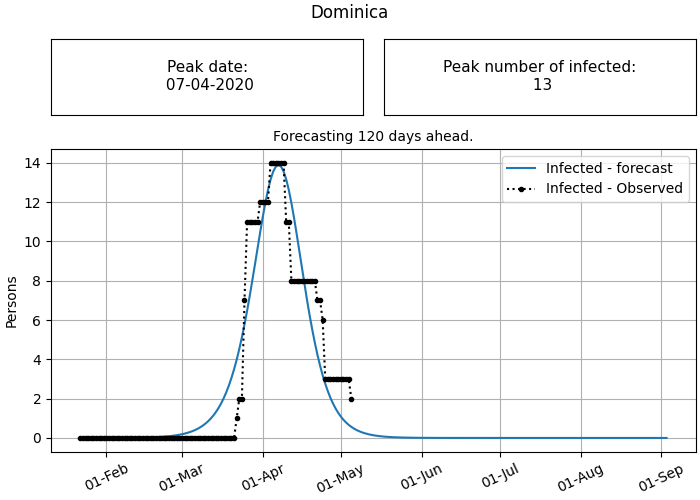 Dominica
Peak date:
07-04-2020
Peak number of infected:
13
Forecasting 120 days ahead.
Infected - forecast
Infected - Observed
Persons
14
12
10
8
6
4
2
0
01-Feb
01-Mar
01-Apr
01-May
01-Jun
01-Jul
01-Aug
01-Sep